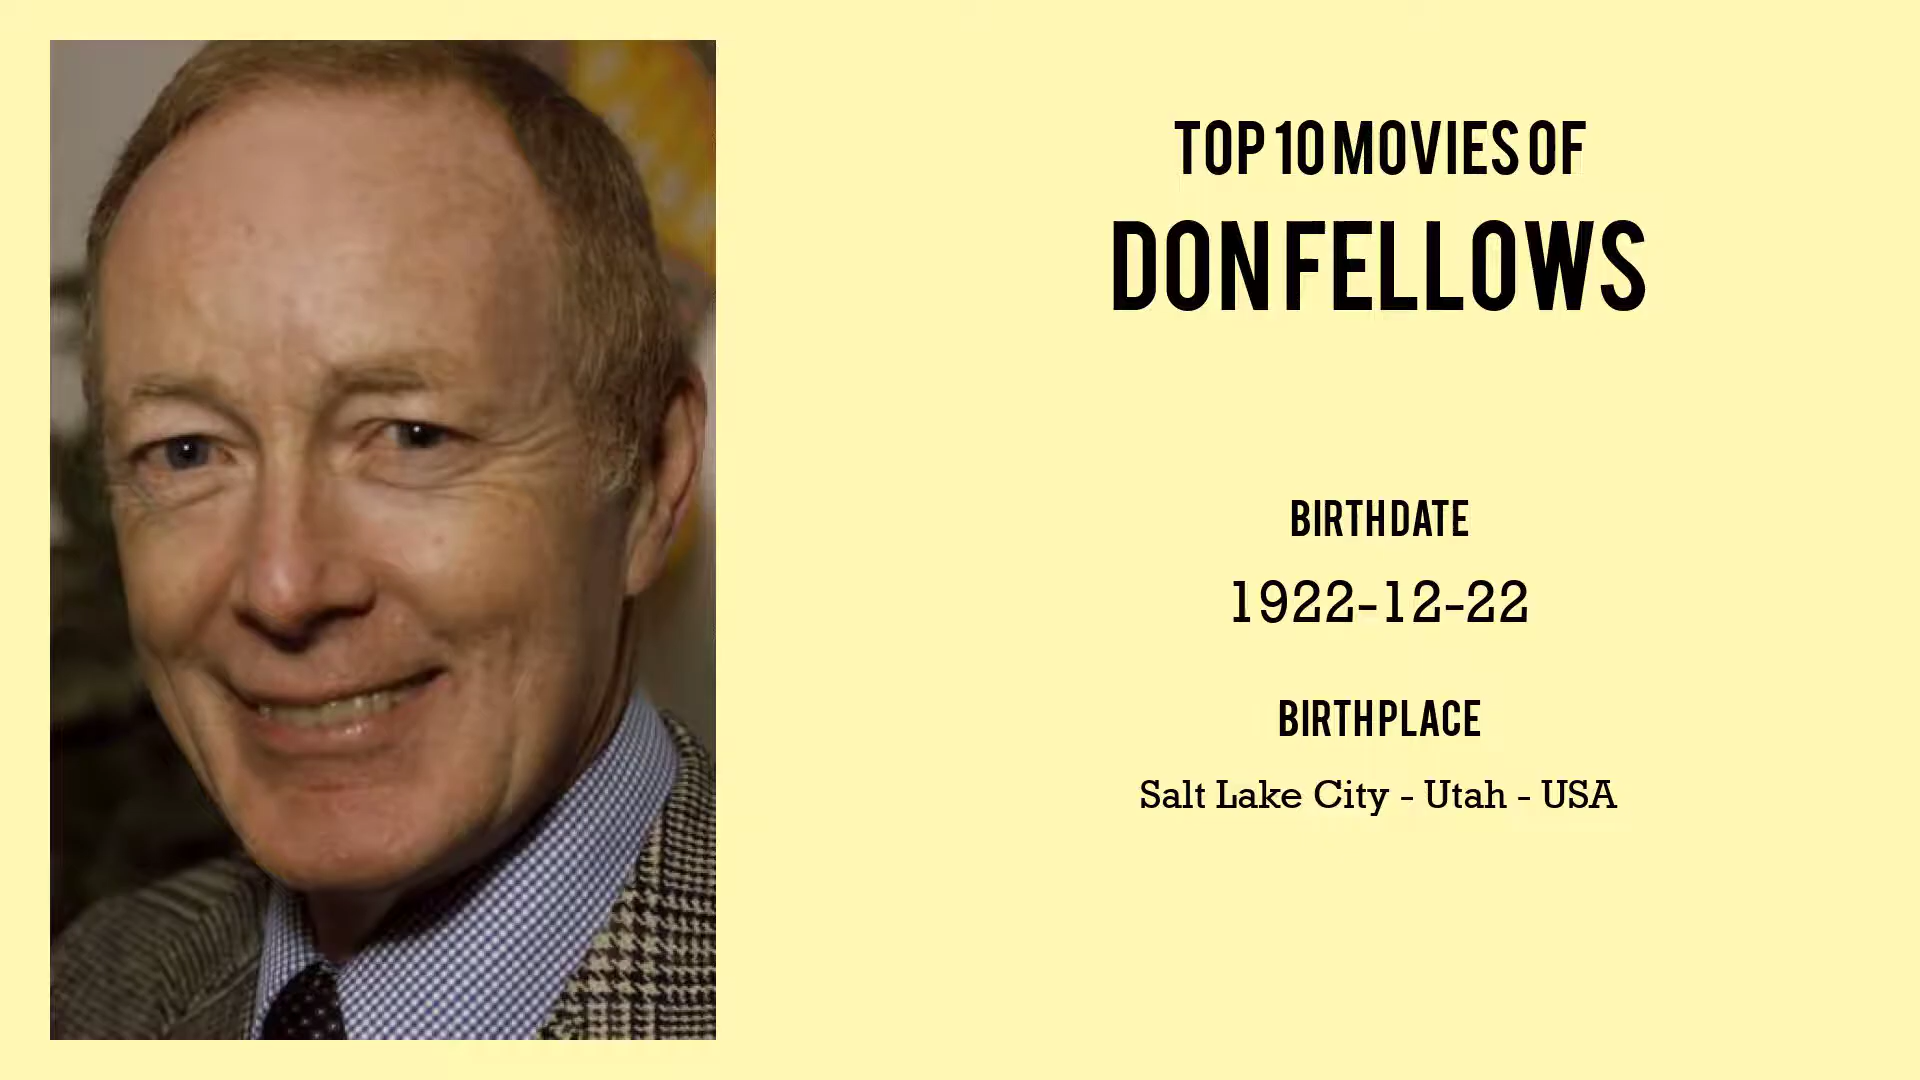 TOP 10 MOVIES OF
DON FELLOWS
BIRTHDATE
1922-12-22
BIRTHPLACE
Salt Lake City - Utah - USA